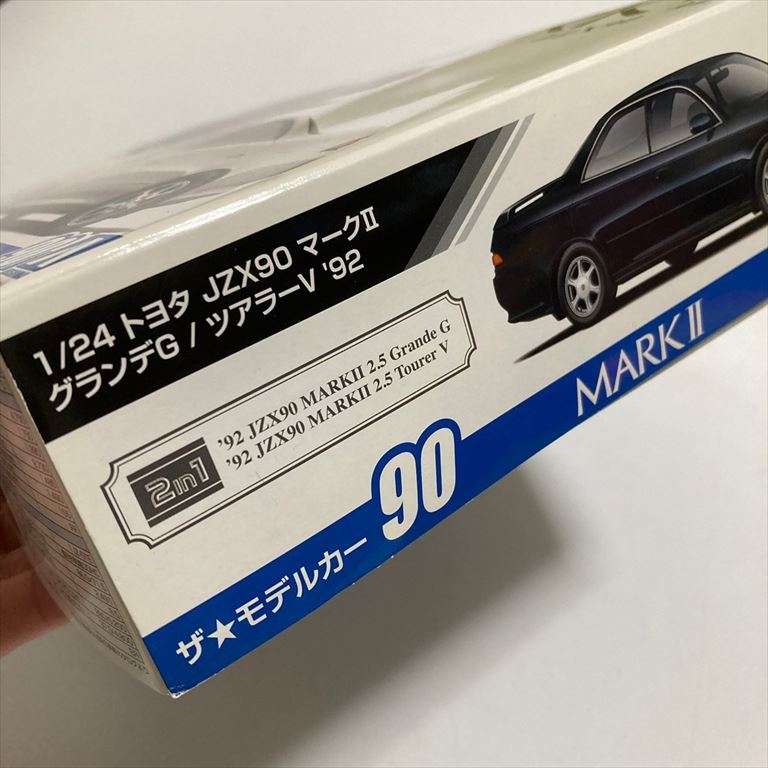 1/24 トヨタ JZX90 マークⅡ
グランデG / ツアラーV '92
2in1
'92 JZX90 MARKII 2.5 Grande G
'92 JZX90 MARKII 2.5 Tourer V
ザ★モデルカー 90
MARK II